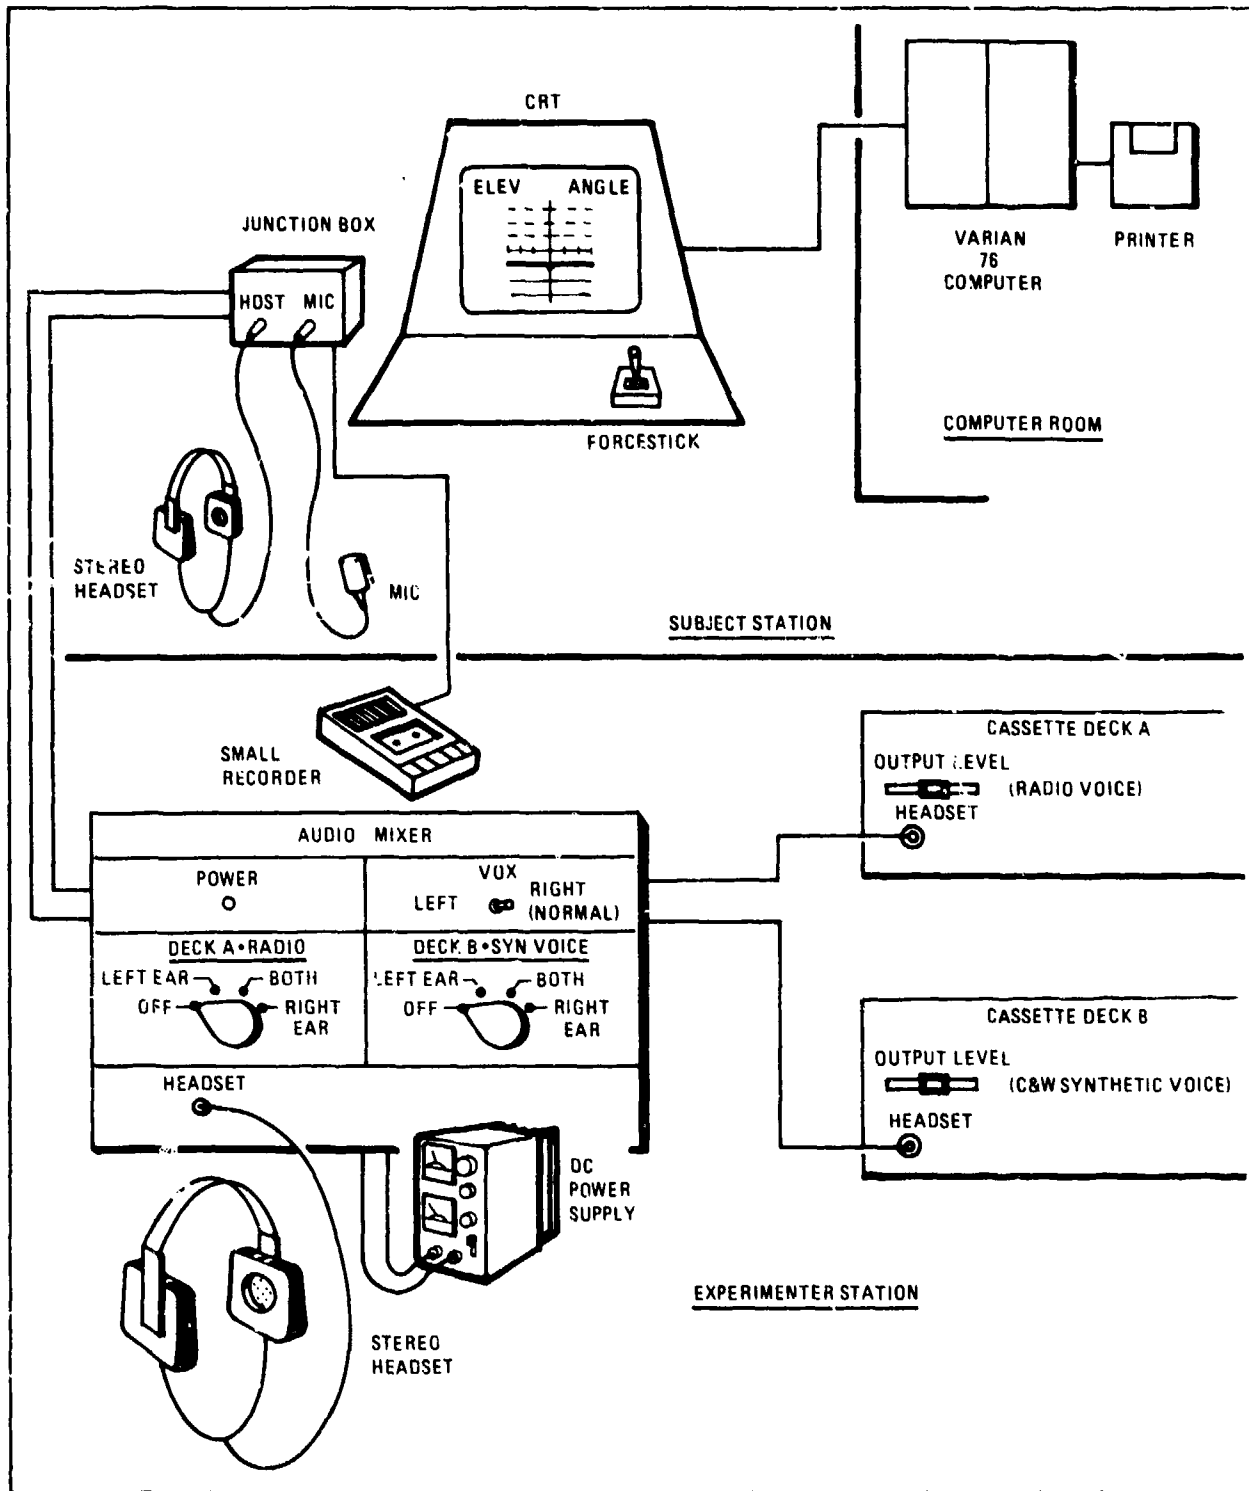 CRT
ELEV ANGLE
JUNCTION BOX
HDST MIC
VARIAN
76
COMPUTER
PRINTER
COMPUTER ROOM
FORCESTICK
STEREO
HEADSET
MIC
SUBJECT STATION
SMALL
RECORDER
CASSETTE DECK A
OUTPUT LEVEL
(RADIO VOICE)
HEADSET
AUDIO MIXER
POWER
VOX
LEFT
RIGHT
(NORMAL)
DECK A•RADIO
LEFT EAR
BOTH
OFF
RIGHT
EAR
DECK B•SYN VOICE
LEFT EAR
BOTH
OFF
RIGHT
EAR
HEADSET
CASSETTE DECK B
OUTPUT LEVEL
(C&W SYNTHETIC VOICE)
HEADSET
DC
POWER
SUPPLY
EXPERIMENTER STATION
STEREO
HEADSET